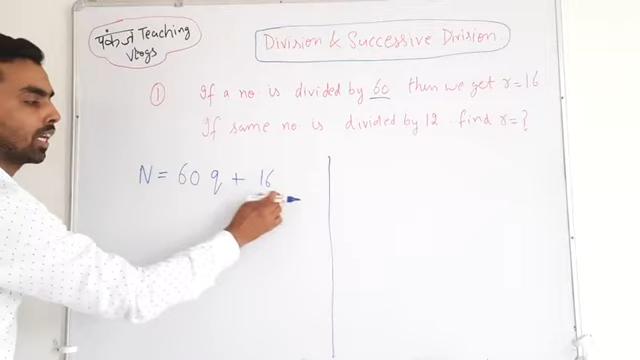 पंकज Teaching
Vlogs
Division & Successive Division
① If a no. is divided by 60 then we get r=16
If same no. is divided by 12 find r=?
N = 60 q + 16